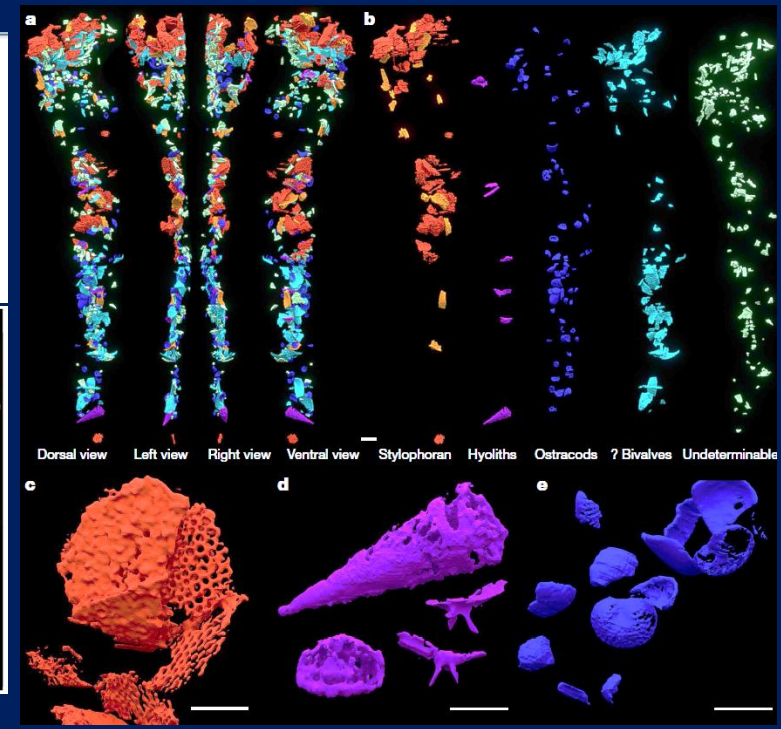 a
b
Dorsal view Left view Right view Ventral view Stylophoran Hyoliths Ostracods ? Bivalves Undeterminable
c
d
e